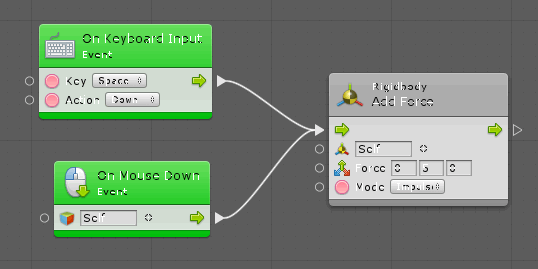 On Keyboard Input
Event
Key Space
Action Down
On Mouse Down
Event
Self
Rigidbody
Add Force
Self
Force 0 5 0
Mode Impulse